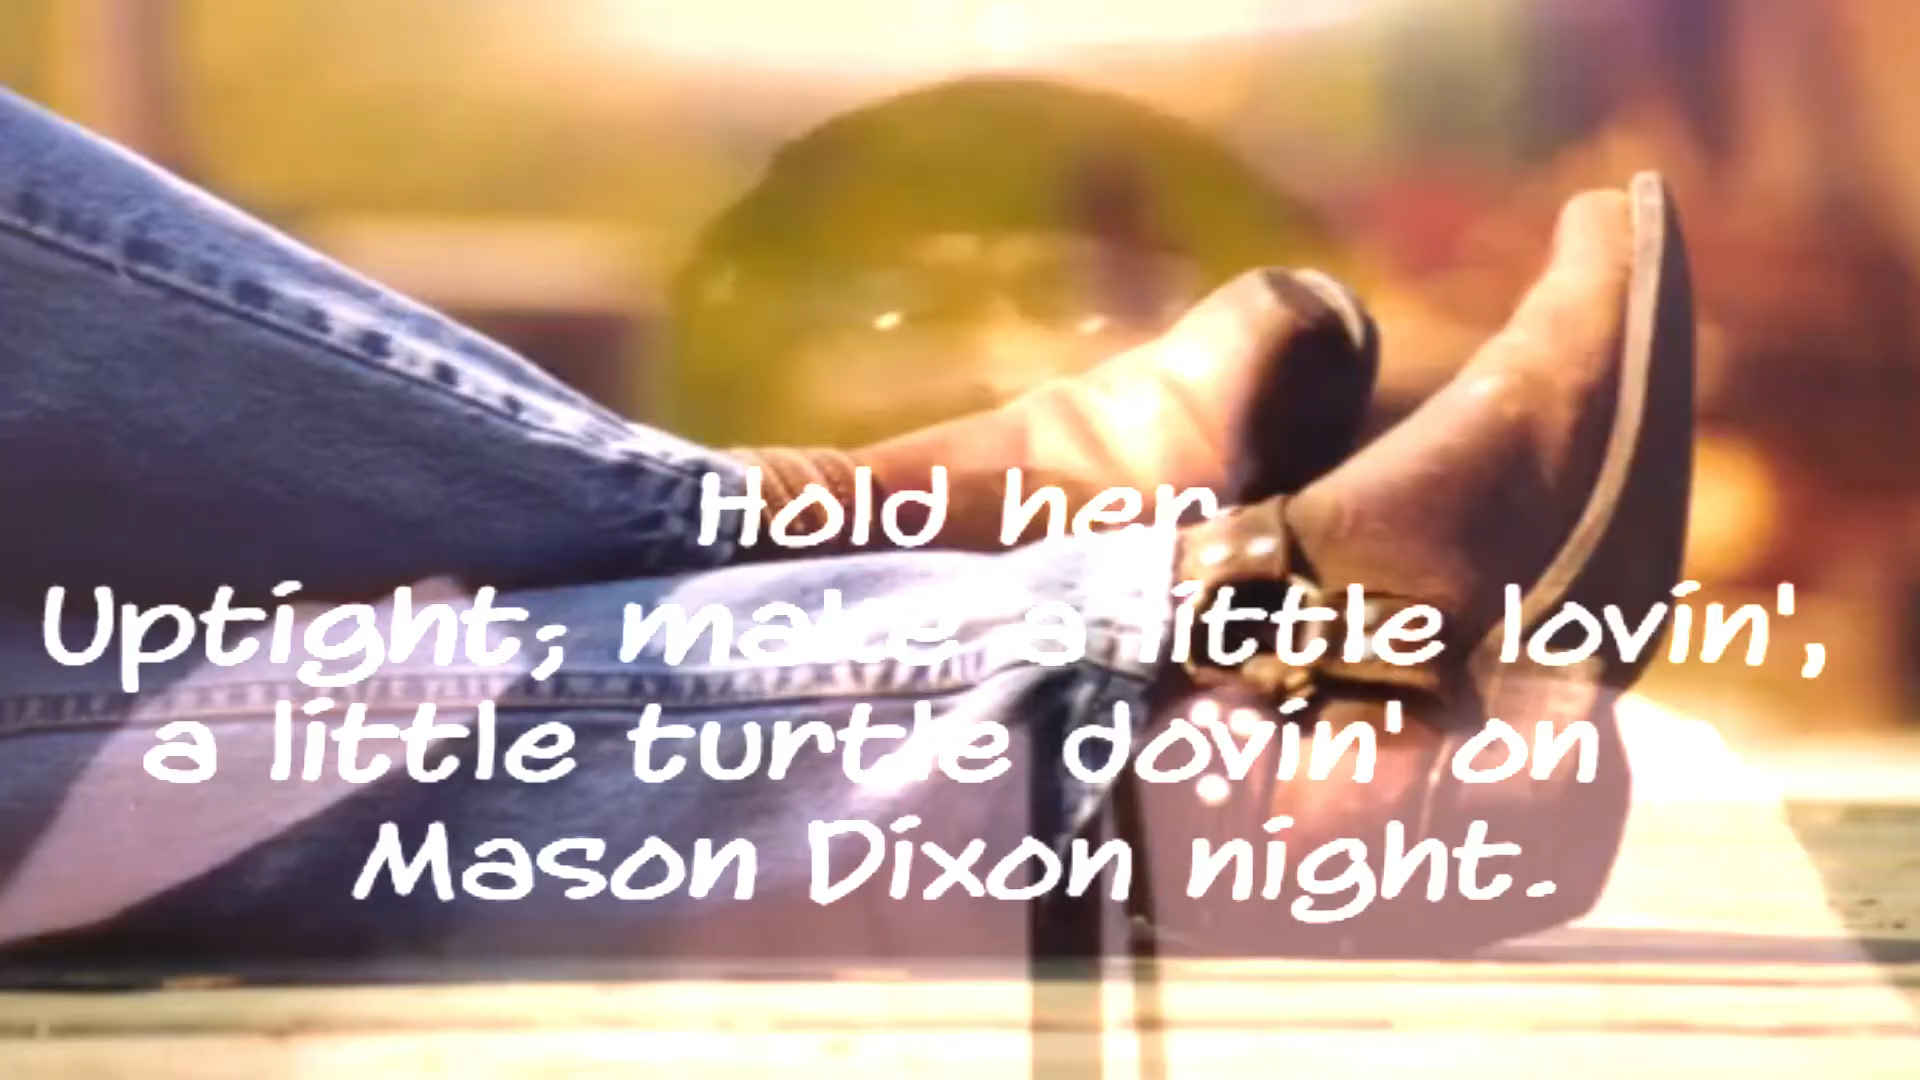 Hold her
Uptight; make a little lovin',
a little turtle dovin' on
Mason Dixon night.